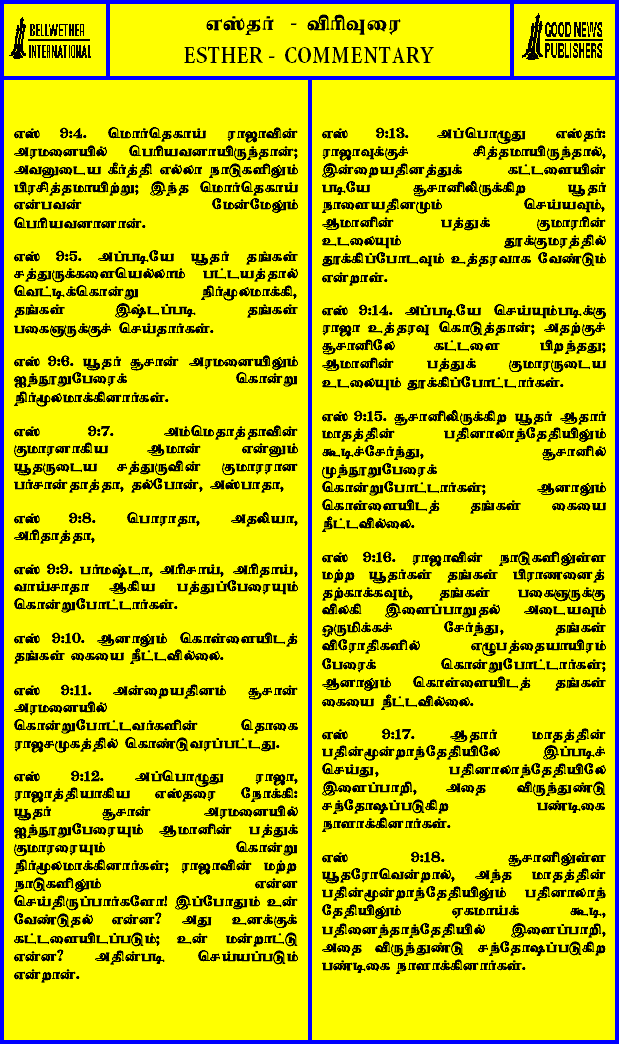 BELLWETHER
INTERNATIONAL
எஸ்தர் - விரிவுரை
ESTHER - COMMENTARY
GOOD NEWS
PUBLISHERS
எஸ் 9:4. மொர்தெகாய் ராஜாவின்
அரமனையில் பெரியவனாயிருந்தான்;
அவனுடைய கீர்த்தி எல்லா நாடுகளிலும்
பிரசித்தமாயிற்று; இந்த மொர்தெகாய்
என்பவன் மேன்மேலும்
பெரியவனானான்.
எஸ் 9:5. அப்படியே யூதர் தங்கள்
சத்துருக்களையெல்லாம் பட்டயத்தால்
வெட்டிக்கொன்று நிர்மூலமாக்கி,
தங்கள் இஷ்டப்படி தங்கள்
பகைஞருக்குச் செய்தார்கள்.
எஸ் 9:6. யூதர் சூசான் அரமனையிலும்
ஐந்நூறுபேரைக் கொன்று
நிர்மூலமாக்கினார்கள்.
எஸ் 9:7. அம்மெதாத்தாவின்
குமாரனாகிய ஆமான் என்னும்
யூதருடைய சத்துருவின் குமாரரான
பர்சான்தாத்தா, தல்போன், அஸ்பாதா,
எஸ் 9:8. பொராதா, அதலியா,
அரிதாத்தா,
எஸ் 9:9. பர்மஷ்டா, அரிசாய், அரிதாய்,
வாய்சாதா ஆகிய பத்துப்பேரையும்
கொன்றுபோட்டார்கள்.
எஸ் 9:10. ஆனாலும் கொள்ளையிடத்
தங்கள் கையை நீட்டவில்லை.
எஸ் 9:11. அன்றையதினம் சூசான்
அரமனையில்
கொன்றுபோட்டவர்களின் தொகை
ராஜசமுகத்தில் கொண்டுவரப்பட்டது.
எஸ் 9:12. அப்பொழுது ராஜா,
ராஜாத்தியாகிய எஸ்தரை நோக்கி:
யூதர் சூசான் அரமனையில்
ஐந்நூறுபேரையும் ஆமானின் பத்துக்
குமாரரையும் கொன்று
நிர்மூலமாக்கினார்கள்; ராஜாவின் மற்ற
நாடுகளிலும் என்ன
செய்திருப்பார்களோ! இப்போதும் உன்
வேண்டுதல் என்ன? அது உனக்குக்
கட்டளையிடப்படும்; உன் மன்றாட்டு
என்ன? அதின்படி செய்யப்படும்
என்றான்.
எஸ் 9:13. அப்பொழுது எஸ்தர்:
ராஜாவுக்குச் சித்தமாயிருந்தால்,
இன்றையதினத்துக் கட்டளையின்
படியே சூசானிலிருக்கிற யூதர்
நாளையதினமும் செய்யவும்,
ஆமானின் பத்துக் குமாரரின்
உடலையும் தூக்குமரத்தில்
தூக்கிப்போடவும் உத்தரவாக வேண்டும்
என்றாள்.
எஸ் 9:14. அப்படியே செய்யும்படிக்கு
ராஜா உத்தரவு கொடுத்தான்; அதற்குச்
சூசானிலே கட்டளை பிறந்தது;
ஆமானின் பத்துக் குமாரருடைய
உடலையும் தூக்கிப்போட்டார்கள்.
எஸ் 9:15. சூசானிலிருக்கிற யூதர் ஆதார்
மாதத்தின் பதினாலாந்தேதியிலும்
கூடிச்சேர்ந்து, சூசானில்
முந்நூறுபேரைக்
கொன்றுபோட்டார்கள்; ஆனாலும்
கொள்ளையிடத் தங்கள் கையை
நீட்டவில்லை.
எஸ் 9:16. ராஜாவின் நாடுகளிலுள்ள
மற்ற யூதர்கள் தங்கள் பிராணனைத்
தற்காக்கவும், தங்கள் பகைஞருக்கு
விலகி இளைப்பாறுதல் அடையவும்
ஒருமிக்கச் சேர்ந்து, தங்கள்
விரோதிகளில் எழுபத்தையாயிரம்
பேரைக் கொன்றுபோட்டார்கள்;
ஆனாலும் கொள்ளையிடத் தங்கள்
கையை நீட்டவில்லை.
எஸ் 9:17. ஆதார் மாதத்தின்
பதின்மூன்றாந்தேதியிலே இப்படிச்
செய்து, பதினாலாந்தேதியிலே
இளைப்பாறி, அதை விருந்துண்டு
சந்தோஷப்படுகிற பண்டிகை
நாளாக்கினார்கள்.
எஸ் 9:18. சூசானிலுள்ள
யூதரோவென்றால், அந்த மாதத்தின்
பதின்மூன்றாந்தேதியிலும் பதினாலாந்
தேதியிலும் ஏகமாய்க் கூடி,
பதினைந்தாந்தேதியில் இளைப்பாறி,
அதை விருந்துண்டு சந்தோஷப்படுகிற
பண்டிகை நாளாக்கினார்கள்.